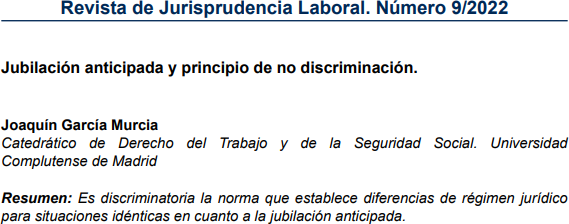 Revista de Jurisprudencia Laboral. Número 9/2022
Jubilación anticipada y principio de no discriminación.
Joaquín García Murcia
Catedrático de Derecho del Trabajo y de la Seguridad Social. Universidad
Complutense de Madrid
Resumen: Es discriminatoria la norma que establece diferencias de régimen jurídico
para situaciones idénticas en cuanto a la jubilación anticipada.